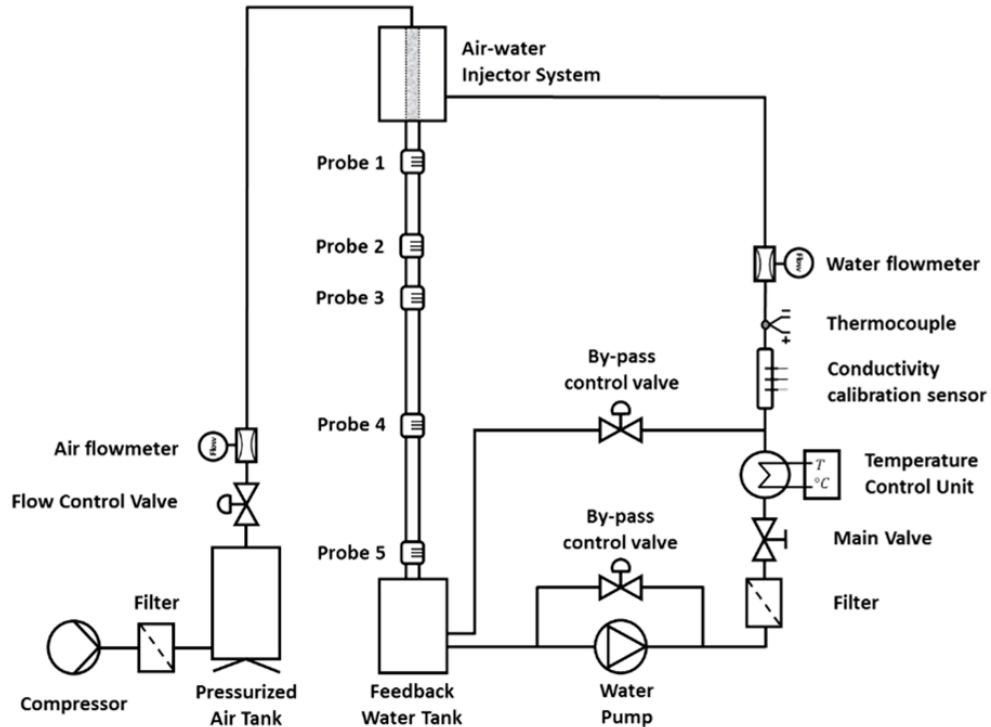 Air-water
Injector System
Probe 1
Probe 2
Probe 3
Probe 4
Probe 5
Flow
Water flowmeter
Thermocouple
Conductivity
calibration sensor
By-pass
control valve
Flow
Air flowmeter
Flow Control Valve
T
°C
Temperature
Control Unit
By-pass
control valve
Main Valve
Filter
Filter
Compressor
Pressurized
Air Tank
Feedback
Water Tank
Water
Pump